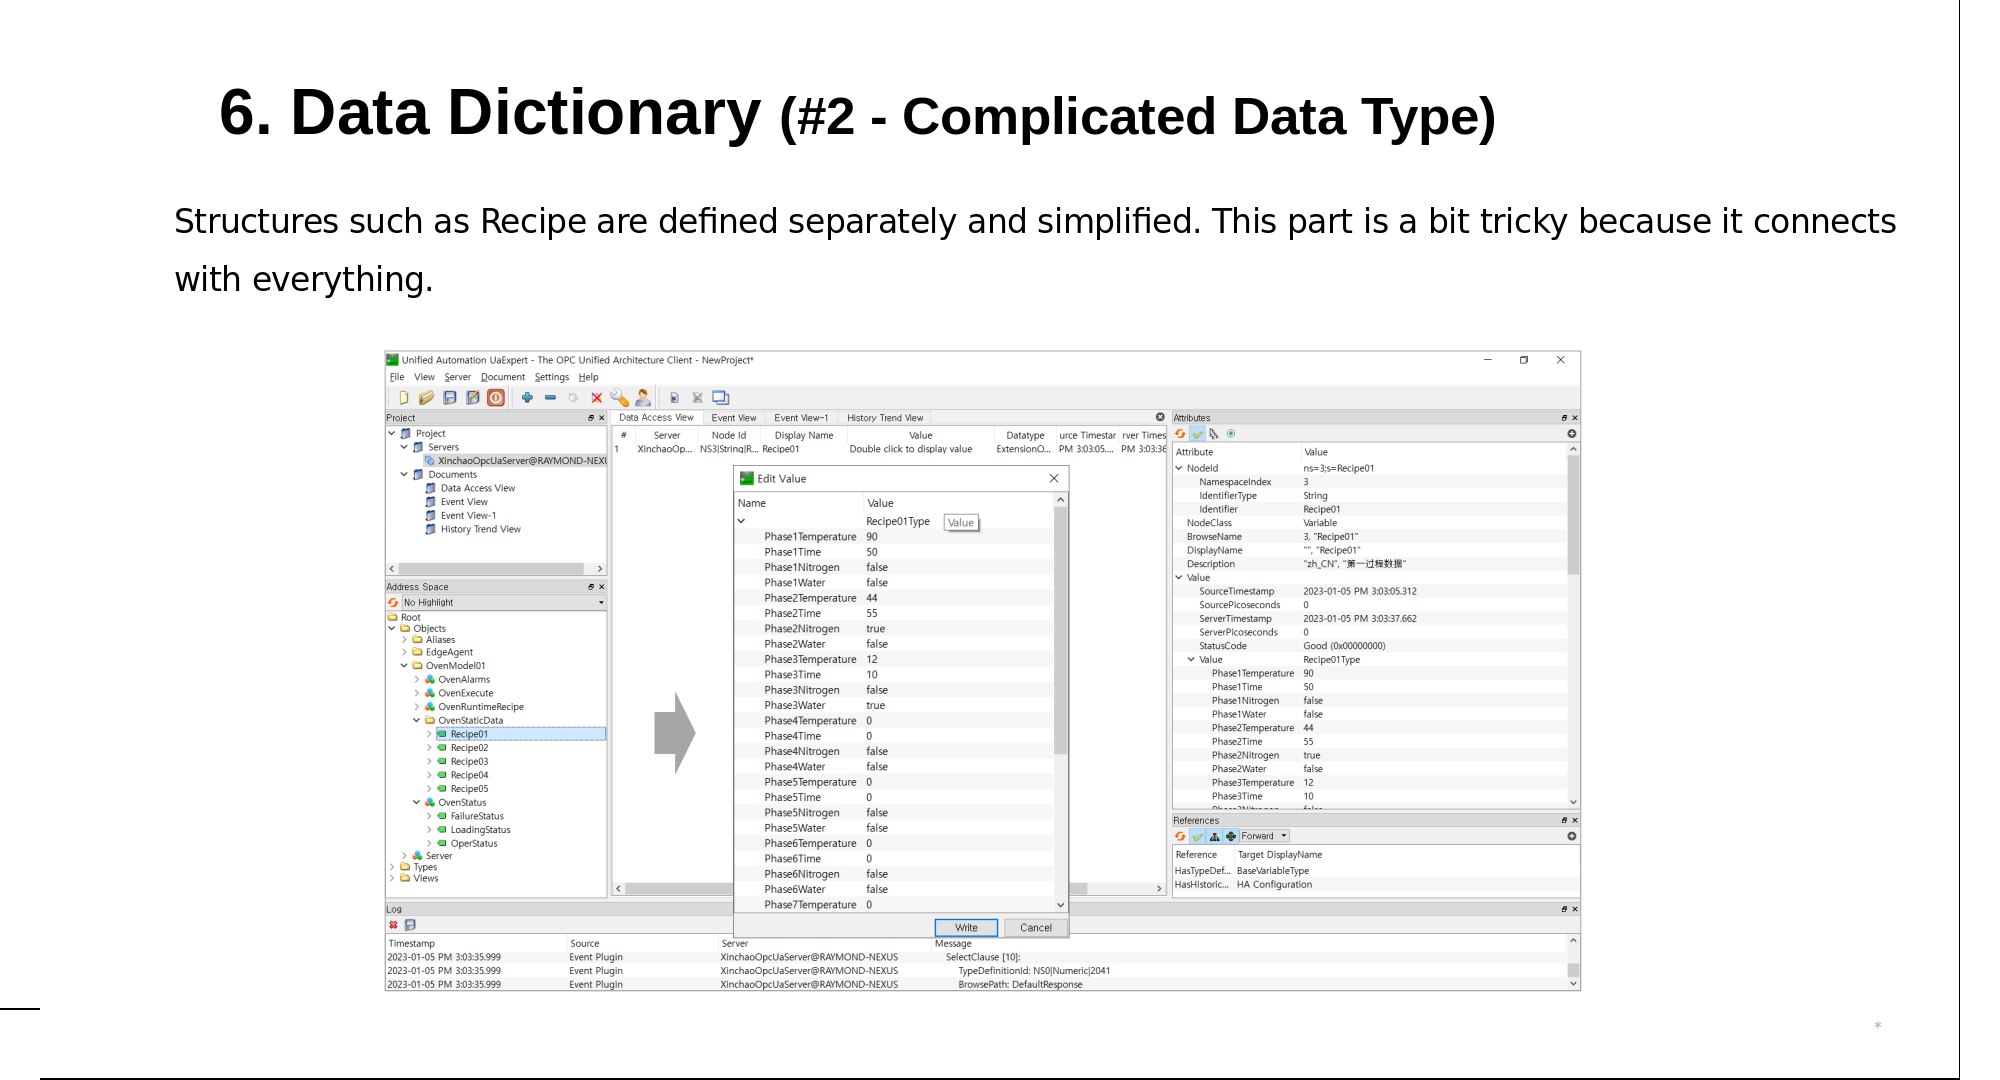 6. Data Dictionary (#2 - Complicated Data Type)
Structures such as Recipe are defined separately and simplified. This part is a bit tricky because it connects
with everything.
Unified Automation UaExpert - The OPC Unified Architecture Client - NewProject*
File View Server Document Settings Help
Project
Project
Servers
XinchaoOpcUaServer@RAYMOND-NEXU
Documents
Data Access View
Event View
Event View-1
History Trend View
Address Space
No Highlight
Root
Objects
Aliases
EdgeAgent
OvenModel01
OvenAlarms
OvenExecute
OvenRuntimeRecipe
OvenStaticData
Recipe01
Recipe02
Recipe03
Recipe04
Recipe05
OvenStatus
FailureStatus
LoadingStatus
OperStatus
Server
Types
Views
Data Access View Event View Event View-1 History Trend View
# Server Node Id Display Name Value Datatype urce Timestar rver Times
1 XinchaoOp... NS3|String|R... Recipe01 Double click to display value ExtensionO... PM 3:03:05.... PM 3:03:36
Edit Value
Name Value
Recipe01Type
Value
Phase1Temperature 90
Phase1Time 50
Phase1Nitrogen false
Phase1Water false
Phase2Temperature 44
Phase2Time 55
Phase2Nitrogen true
Phase2Water false
Phase3Temperature 12
Phase3Time 10
Phase3Nitrogen false
Phase3Water true
Phase4Temperature 0
Phase4Time 0
Phase4Nitrogen false
Phase4Water false
Phase5Temperature 0
Phase5Time 0
Phase5Nitrogen false
Phase5Water false
Phase6Temperature 0
Phase6Time 0
Phase6Nitrogen false
Phase6Water false
Phase7Temperature 0
Write Cancel
Attributes
Attribute Value
NodeId ns=3;s=Recipe01
NamespaceIndex 3
IdentifierType String
Identifier Recipe01
NodeClass Variable
BrowseName 3, "Recipe01"
DisplayName "", "Recipe01"
Description "zh_CN", "第一过程数据"
Value
SourceTimestamp 2023-01-05 PM 3:03:05.312
SourcePicoseconds 0
ServerTimestamp 2023-01-05 PM 3:03:37.662
ServerPicoseconds 0
StatusCode Good (0x00000000)
Value Recipe01Type
Phase1Temperature 90
Phase1Time 50
Phase1Nitrogen false
Phase1Water false
Phase2Temperature 44
Phase2Time 55
Phase2Nitrogen true
Phase2Water false
Phase3Temperature 12
Phase3Time 10
References
Forward
Reference Target DisplayName
HasTypeDef... BaseVariableType
HasHistoric... HA Configuration
Log
Timestamp Source Server Message
2023-01-05 PM 3:03:35.999 Event Plugin XinchaoOpcUaServer@RAYMOND-NEXUS SelectClause [10]:
2023-01-05 PM 3:03:35.999 Event Plugin XinchaoOpcUaServer@RAYMOND-NEXUS TypeDefinitionId: NS0|Numeric|2041
2023-01-05 PM 3:03:35.999 Event Plugin XinchaoOpcUaServer@RAYMOND-NEXUS BrowsePath: DefaultResponse
*